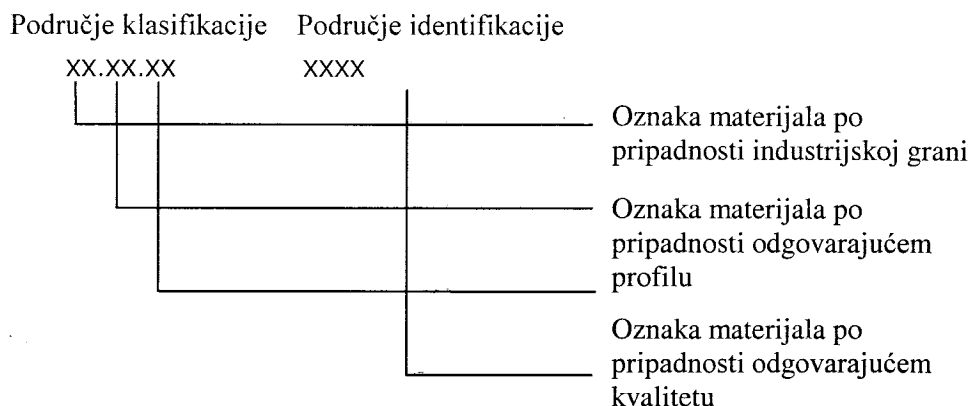 Područje klasifikacije Područje identifikacije
XX.XX.XX XXXX
Oznaka materijala po
pripadnosti industrijskoj grani
Oznaka materijala po
pripadnosti odgovarajućem
profilu
Oznaka materijala po
pripadnosti odgovarajućem
kvalitetu